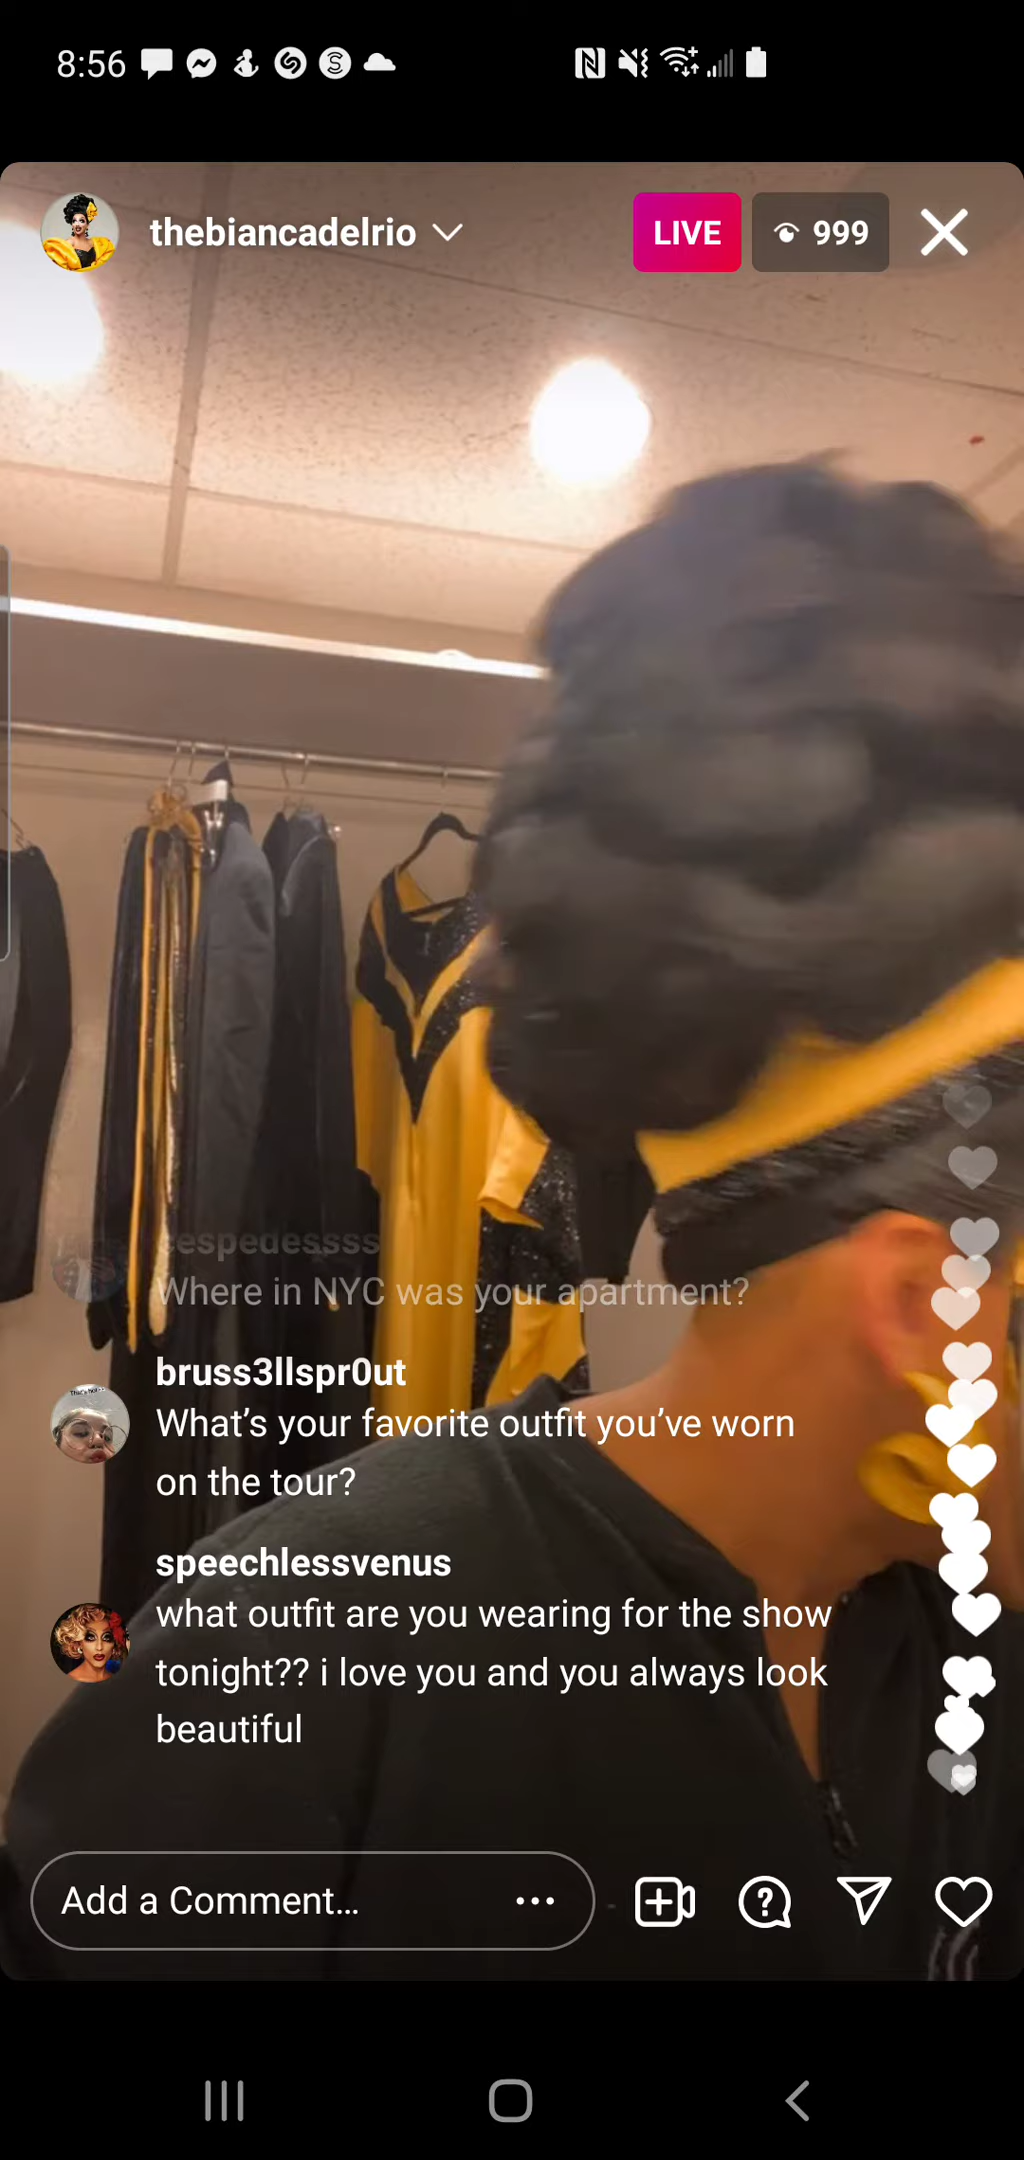 8:56
thebiancadelrio
LIVE
999
cespedessss
Where in NYC was your apartment?
bruss3llspr0ut
What's your favorite outfit you've worn
on the tour?
speechlessvenus
what outfit are you wearing for the show
tonight?? i love you and you always look
beautiful
Add a Comment...